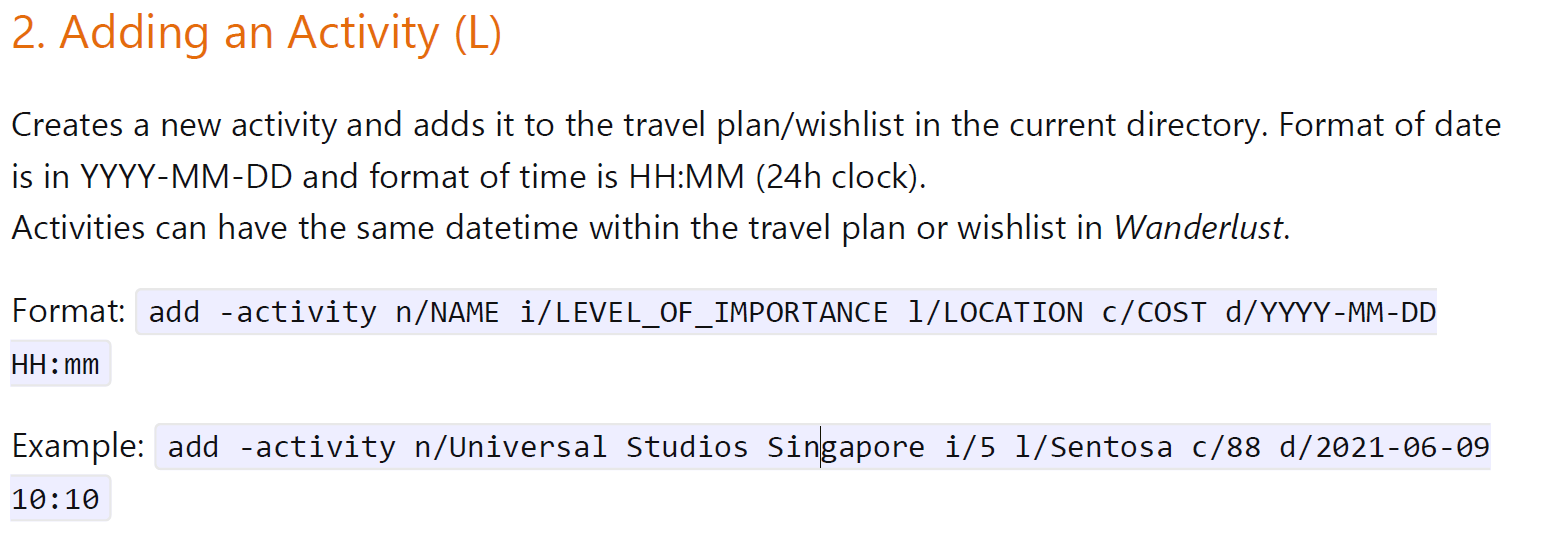 2. Adding an Activity (L)
Creates a new activity and adds it to the travel plan/wishlist in the current directory. Format of date
is in YYYY-MM-DD and format of time is HH:MM (24h clock).
Activities can have the same datetime within the travel plan or wishlist in Wanderlust.
Format: add -activity n/NAME i/LEVEL_OF_IMPORTANCE l/LOCATION c/COST d/YYYY-MM-DD
HH:mm
Example: add -activity n/Universal Studios Singapore i/5 l/Sentosa c/88 d/2021-06-09
10:10